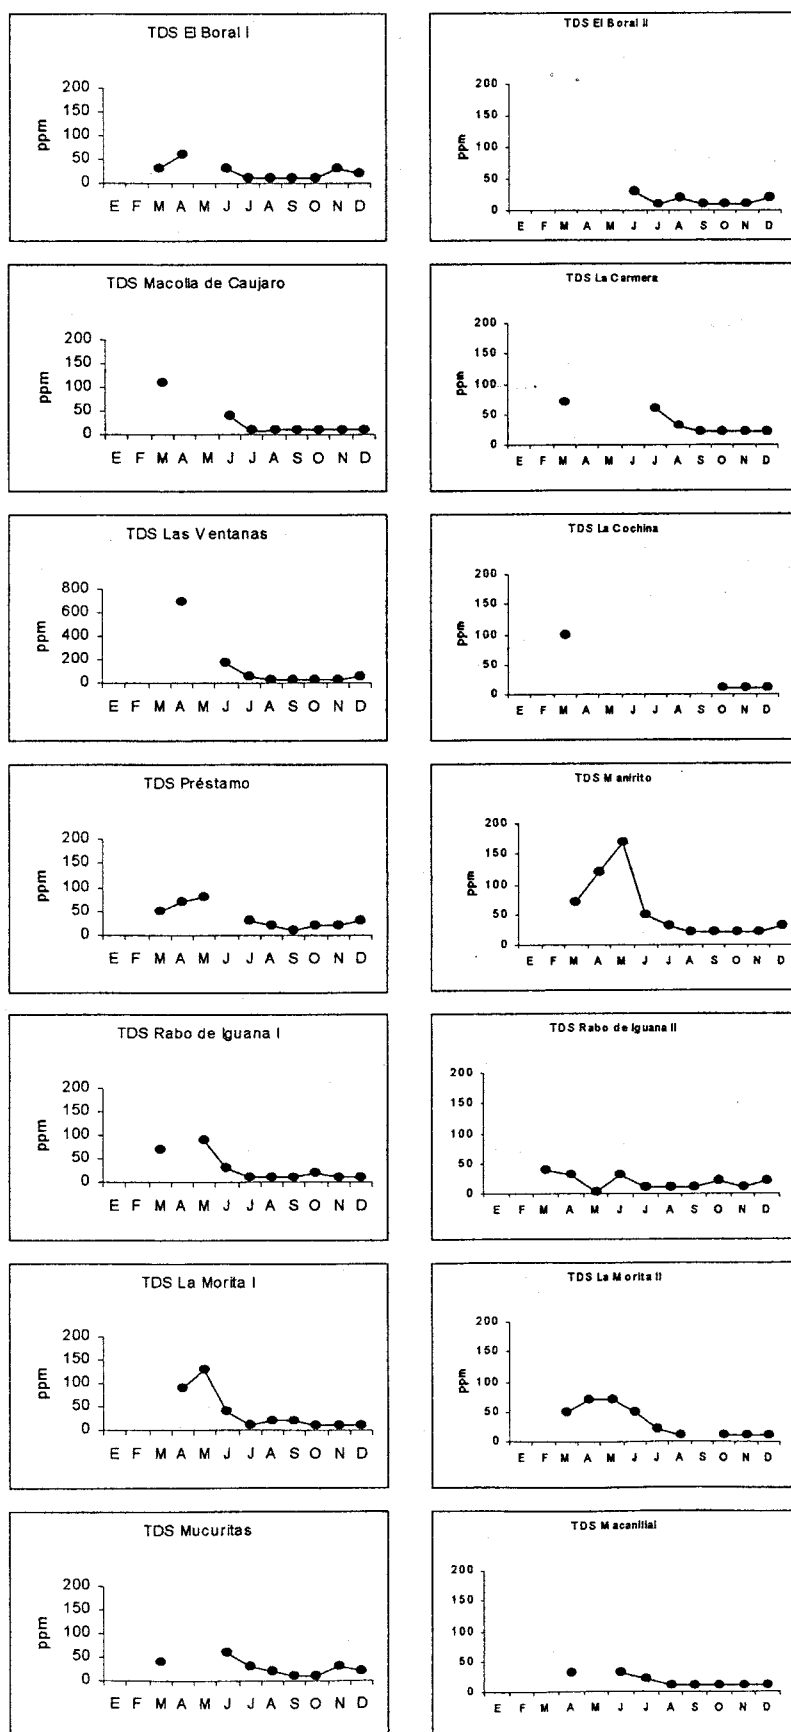 TDS El Boral I
ppm
200
150
100
50
0
E F M A M J J A S O N D
TDS El Boral II
ppm
200
150
100
50
0
E F M A M J J A S O N D
TDS Macolla de Caujaro
ppm
200
150
100
50
0
E F M A M J J A S O N D
TDS La Carmera
ppm
200
150
100
50
0
E F M A M J J A S O N D
TDS Las Ventanas
ppm
800
600
400
200
0
E F M A M J J A S O N D
TDS La Cochina
ppm
200
150
100
50
0
E F M A M J J A S O N D
TDS Préstamo
ppm
200
150
100
50
0
E F M A M J J A S O N D
TDS Manirito
ppm
200
150
100
50
0
E F M A M J J A S O N D
TDS Rabo de Iguana I
ppm
200
150
100
50
0
E F M A M J J A S O N D
TDS Rabo de Iguana II
200
150
100
50
0
E F M A M J J A S O N D
TDS La Morita I
ppm
200
150
100
50
0
E F M A M J J A S O N D
TDS La Morita II
ppm
200
150
100
50
0
E F M A M J J A S O N D
TDS Mucuritas
ppm
200
150
100
50
0
E F M A M J J A S O N D
TDS Macanillal
200
150
100
50
0
E F M A M J J A S O N D